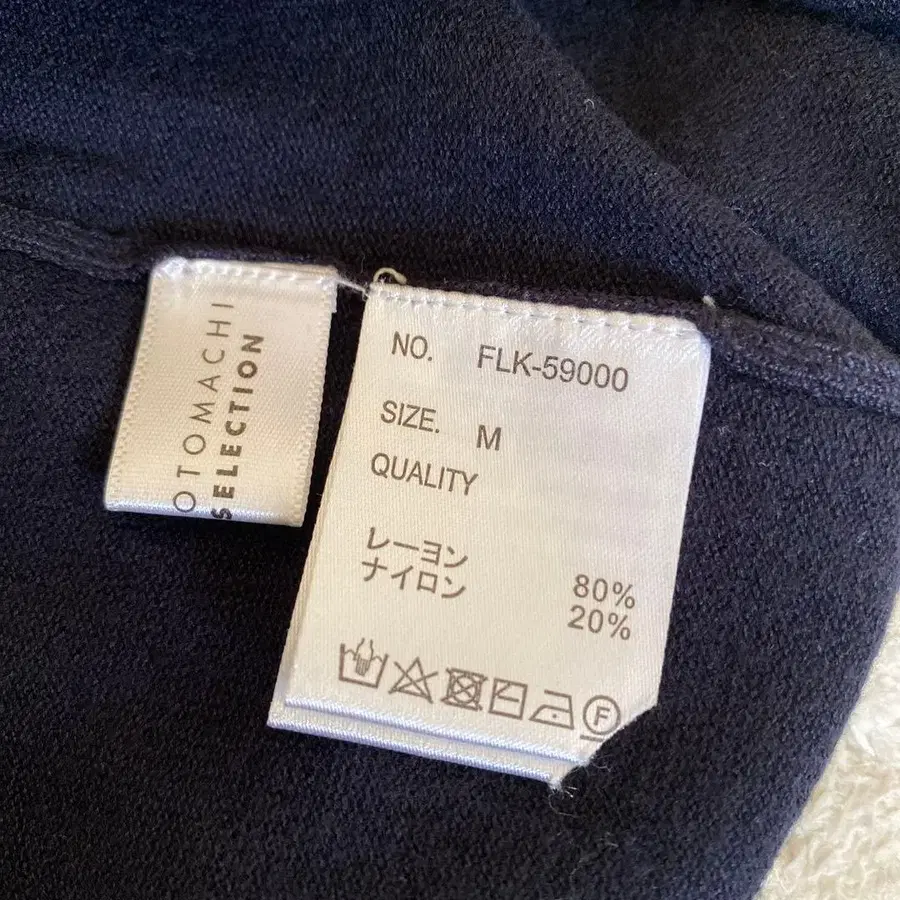 OTOMACHI
SELECTION
NO. FLK-59000
SIZE. M
QUALITY
レーヨン 80%
ナイロン 20%
F